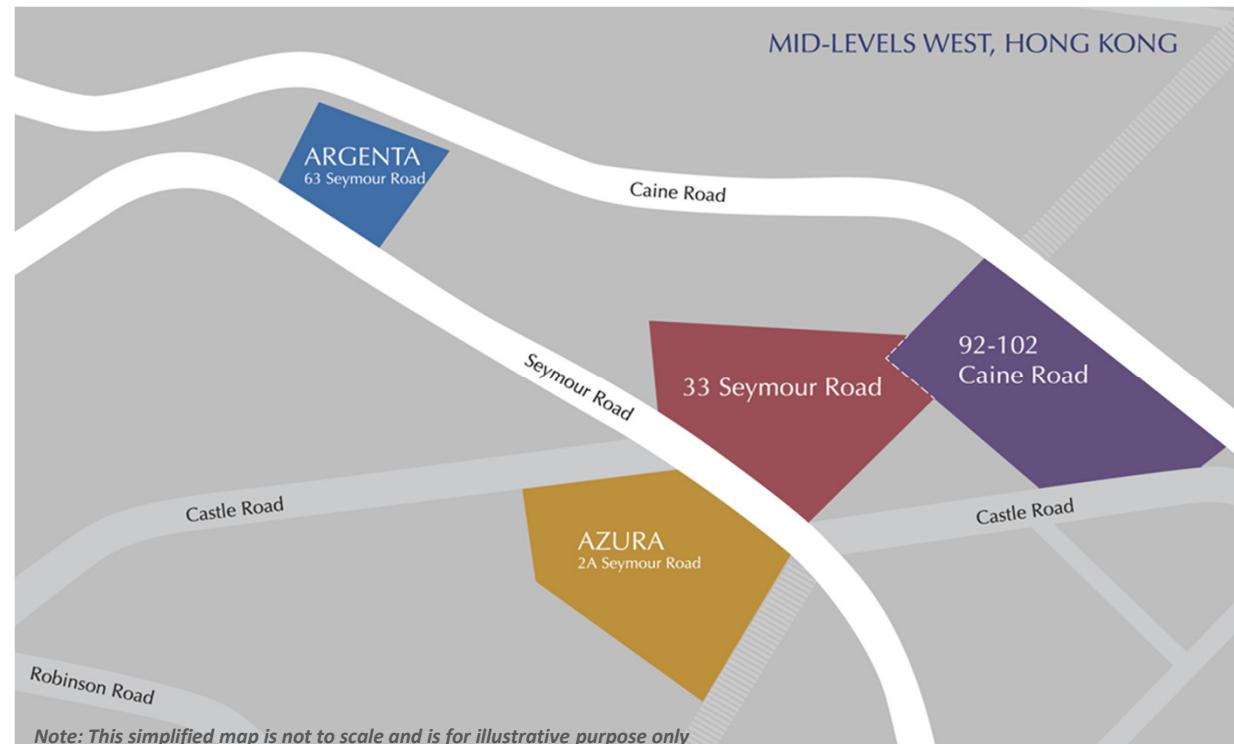 MID-LEVELS WEST, HONG KONG
ARGENTA
63 Seymour Road
Caine Road
92-102
Caine Road
Seymour Road
33 Seymour Road
Castle Road
Castle Road
AZURA
2A Seymour Road
Robinson Road
Note: This simplified map is not to scale and is for illustrative purpose only